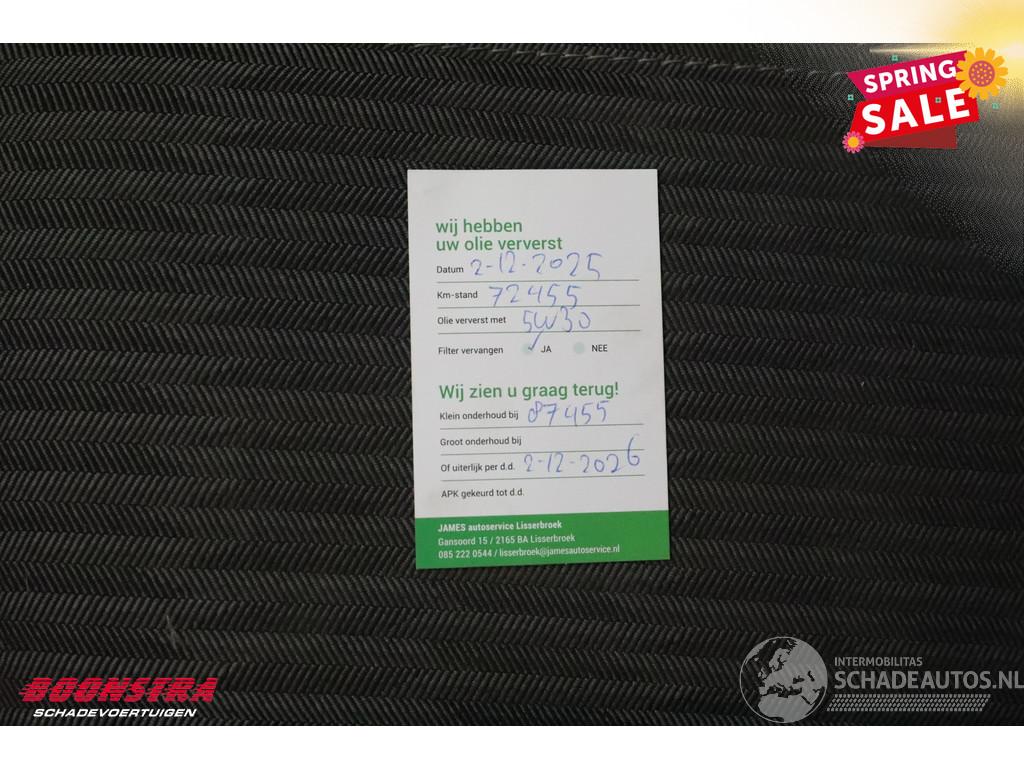 SPRING
SALE
wij hebben
uw olie ververst
Datum 2-12-2025
Km-stand 72455
Olie ververst met 5W30
Filter vervangen JA NEE
Wij zien u graag terug!
Klein onderhoud bij 87455
Groot onderhoud bij
Of uiterlijk per d.d. 2-12-2026
APK gekeurd tot d.d.
JAMES autoservice Lisserbroek
Gansoord 15 / 2165 BA Lisserbroek
085 222 0544 / lisserbroek@jamesautoservice.nl
BOONSTRA
SCHADEVOERTUIGEN
INTERMOBILITAS
SCHADEAUTOS.NL